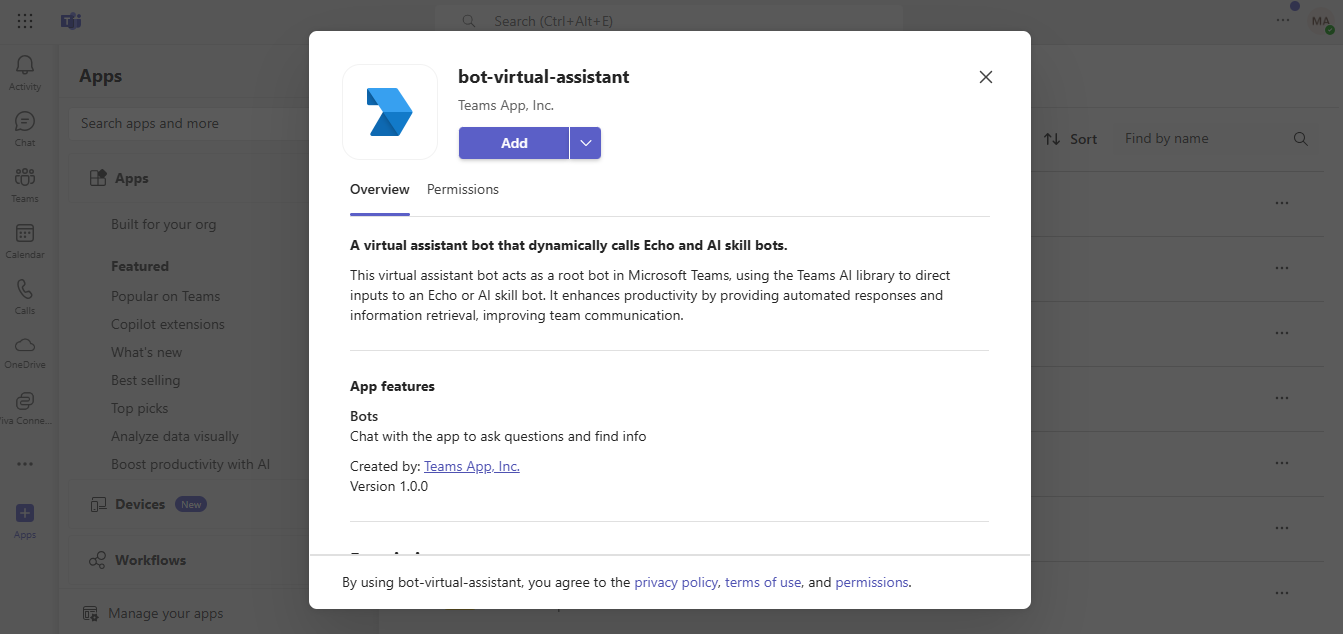 Search (Ctrl+Alt+E)
MA
Activity
Chat
Teams
Calendar
Calls
OneDrive
Viva Conne...
Apps
Apps
Search apps and more
Apps
Built for your org
Featured
Popular on Teams
Copilot extensions
What's new
Best selling
Top picks
Analyze data visually
Boost productivity with AI
Devices New
Workflows
Manage your apps
Sort
Find by name
bot-virtual-assistant
Teams App, Inc.
Add
Overview Permissions
A virtual assistant bot that dynamically calls Echo and AI skill bots.
This virtual assistant bot acts as a root bot in Microsoft Teams, using the Teams AI library to direct
inputs to an Echo or AI skill bot. It enhances productivity by providing automated responses and
information retrieval, improving team communication.
App features
Bots
Chat with the app to ask questions and find info
Created by: Teams App, Inc.
Version 1.0.0
By using bot-virtual-assistant, you agree to the privacy policy, terms of use, and permissions.